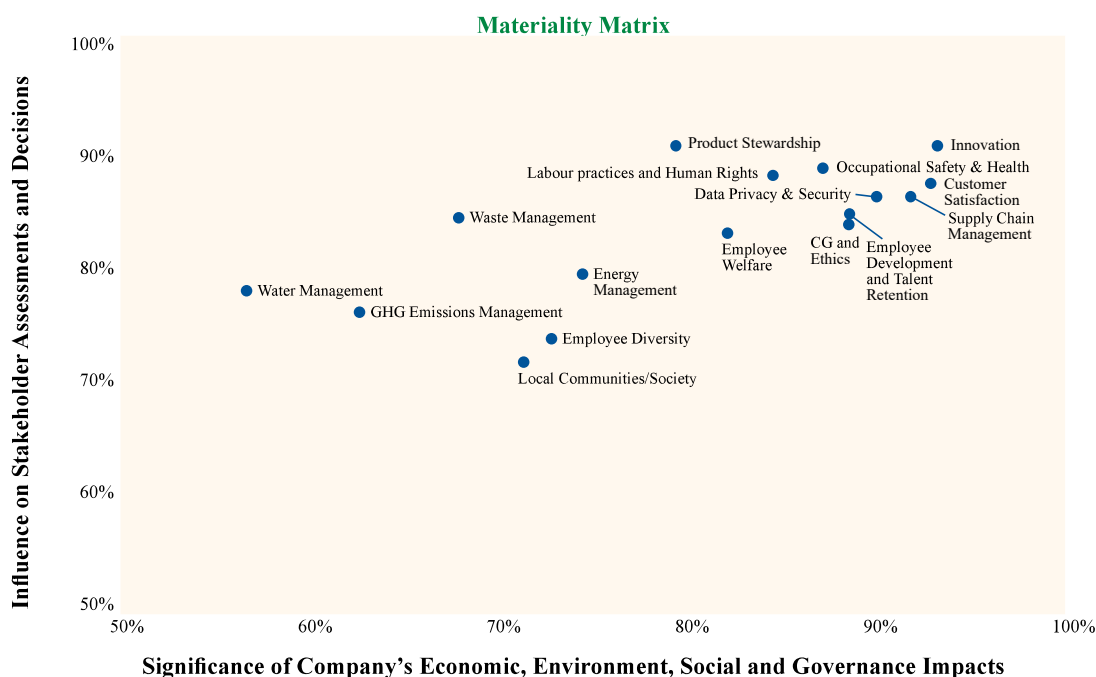 Materiality Matrix
Influence on Stakeholder Assessments and Decisions
100%
90%
80%
70%
60%
50%
Product Stewardship
Innovation
Labour practices and Human Rights
Occupational Safety & Health
Data Privacy & Security
Customer
Satisfaction
Supply Chain
Management
Waste Management
Employee
Welfare
CG and
Ethics
Employee
Development
and Talent
Retention
Energy
Management
Water Management
GHG Emissions Management
Employee Diversity
Local Communities/Society
50%
60%
70%
80%
90%
100%
Significance of Company’s Economic, Environment, Social and Governance Impacts